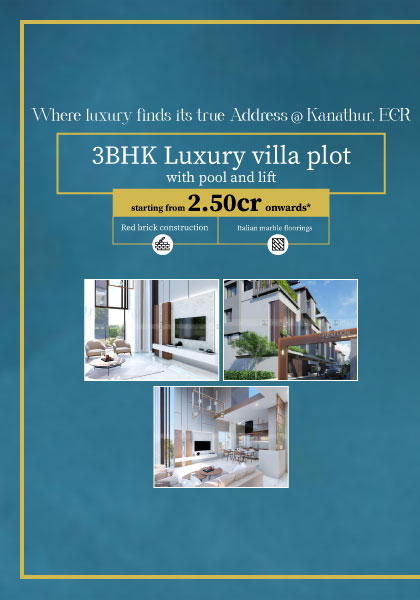 Where luxury finds its true Address @ Kanathur, ECR
3BHK Luxury villa plot
with pool and lift
starting from 2.50cr onwards*
Red brick construction
Italian marble floorings